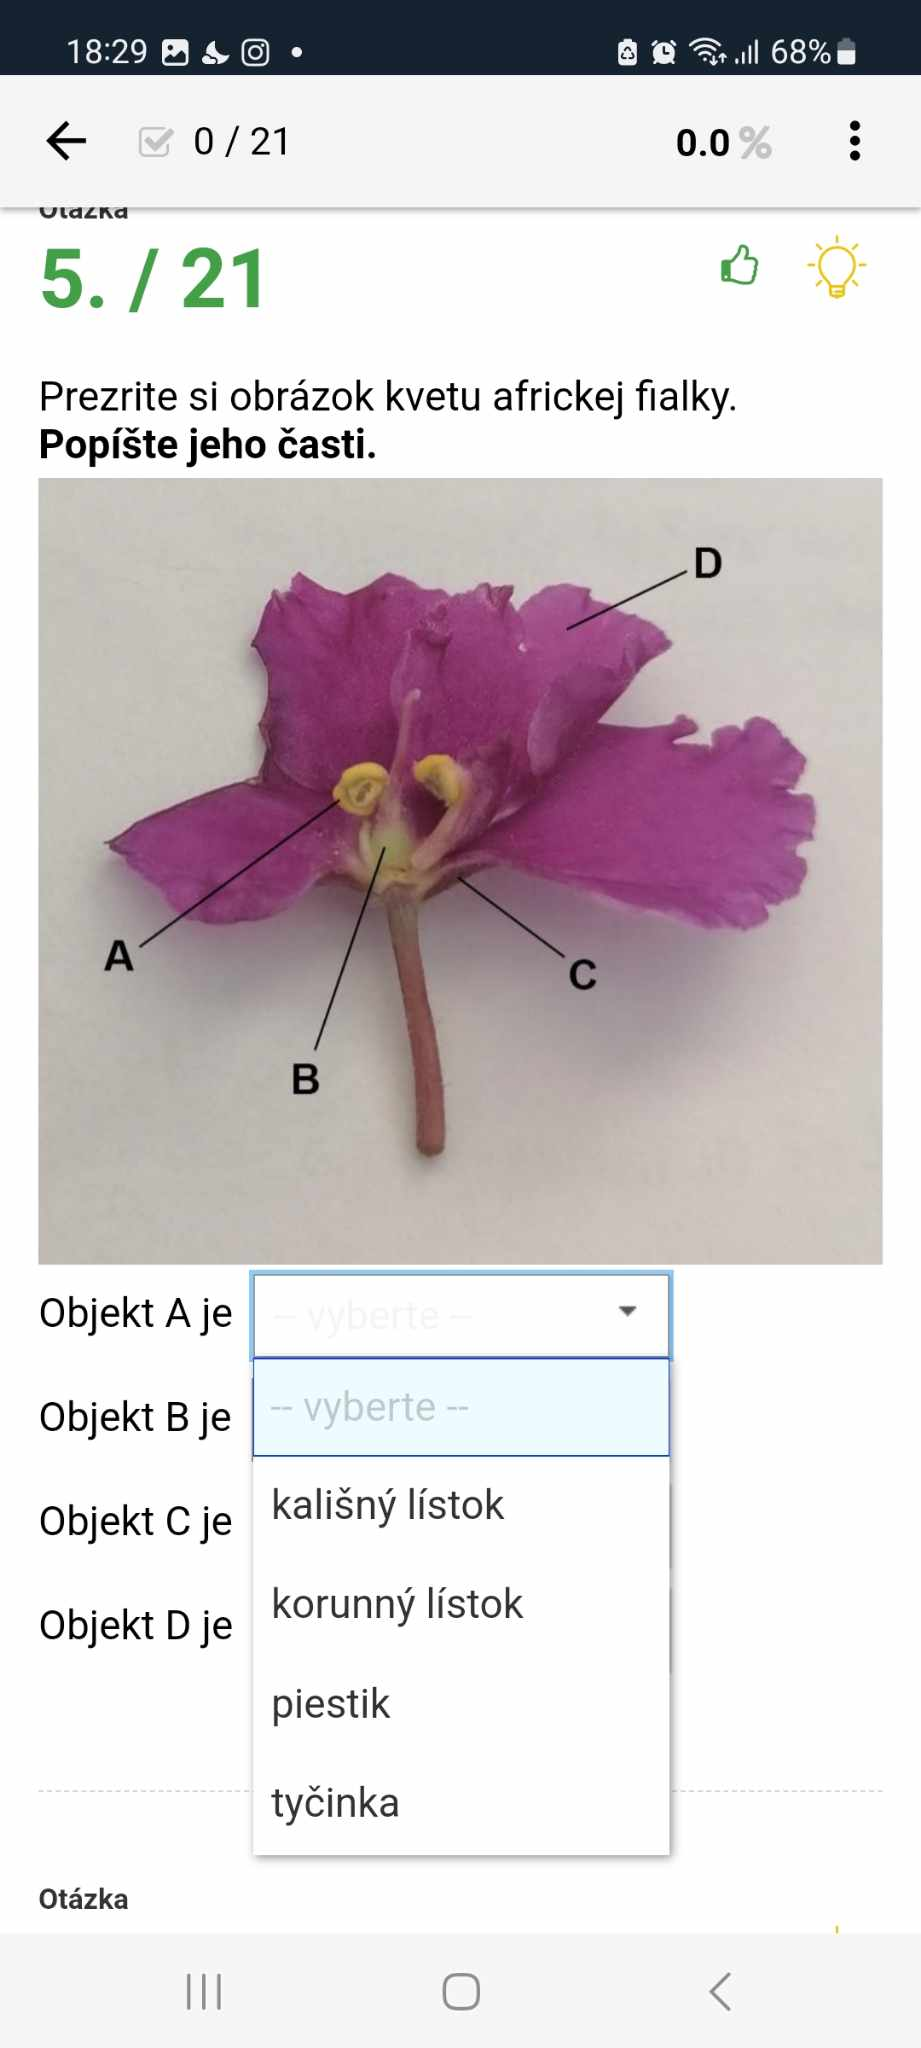 18:29
68%
0 / 21
0.0 %
Otázka
5. / 21
Prezrite si obrázok kvetu africkej fialky.
Popíšte jeho časti.
D
A
C
B
Objekt A je
-- vyberte --
-- vyberte --
Objekt B je
kališný lístok
Objekt C je
korunný lístok
Objekt D je
piestik
tyčinka
Otázka